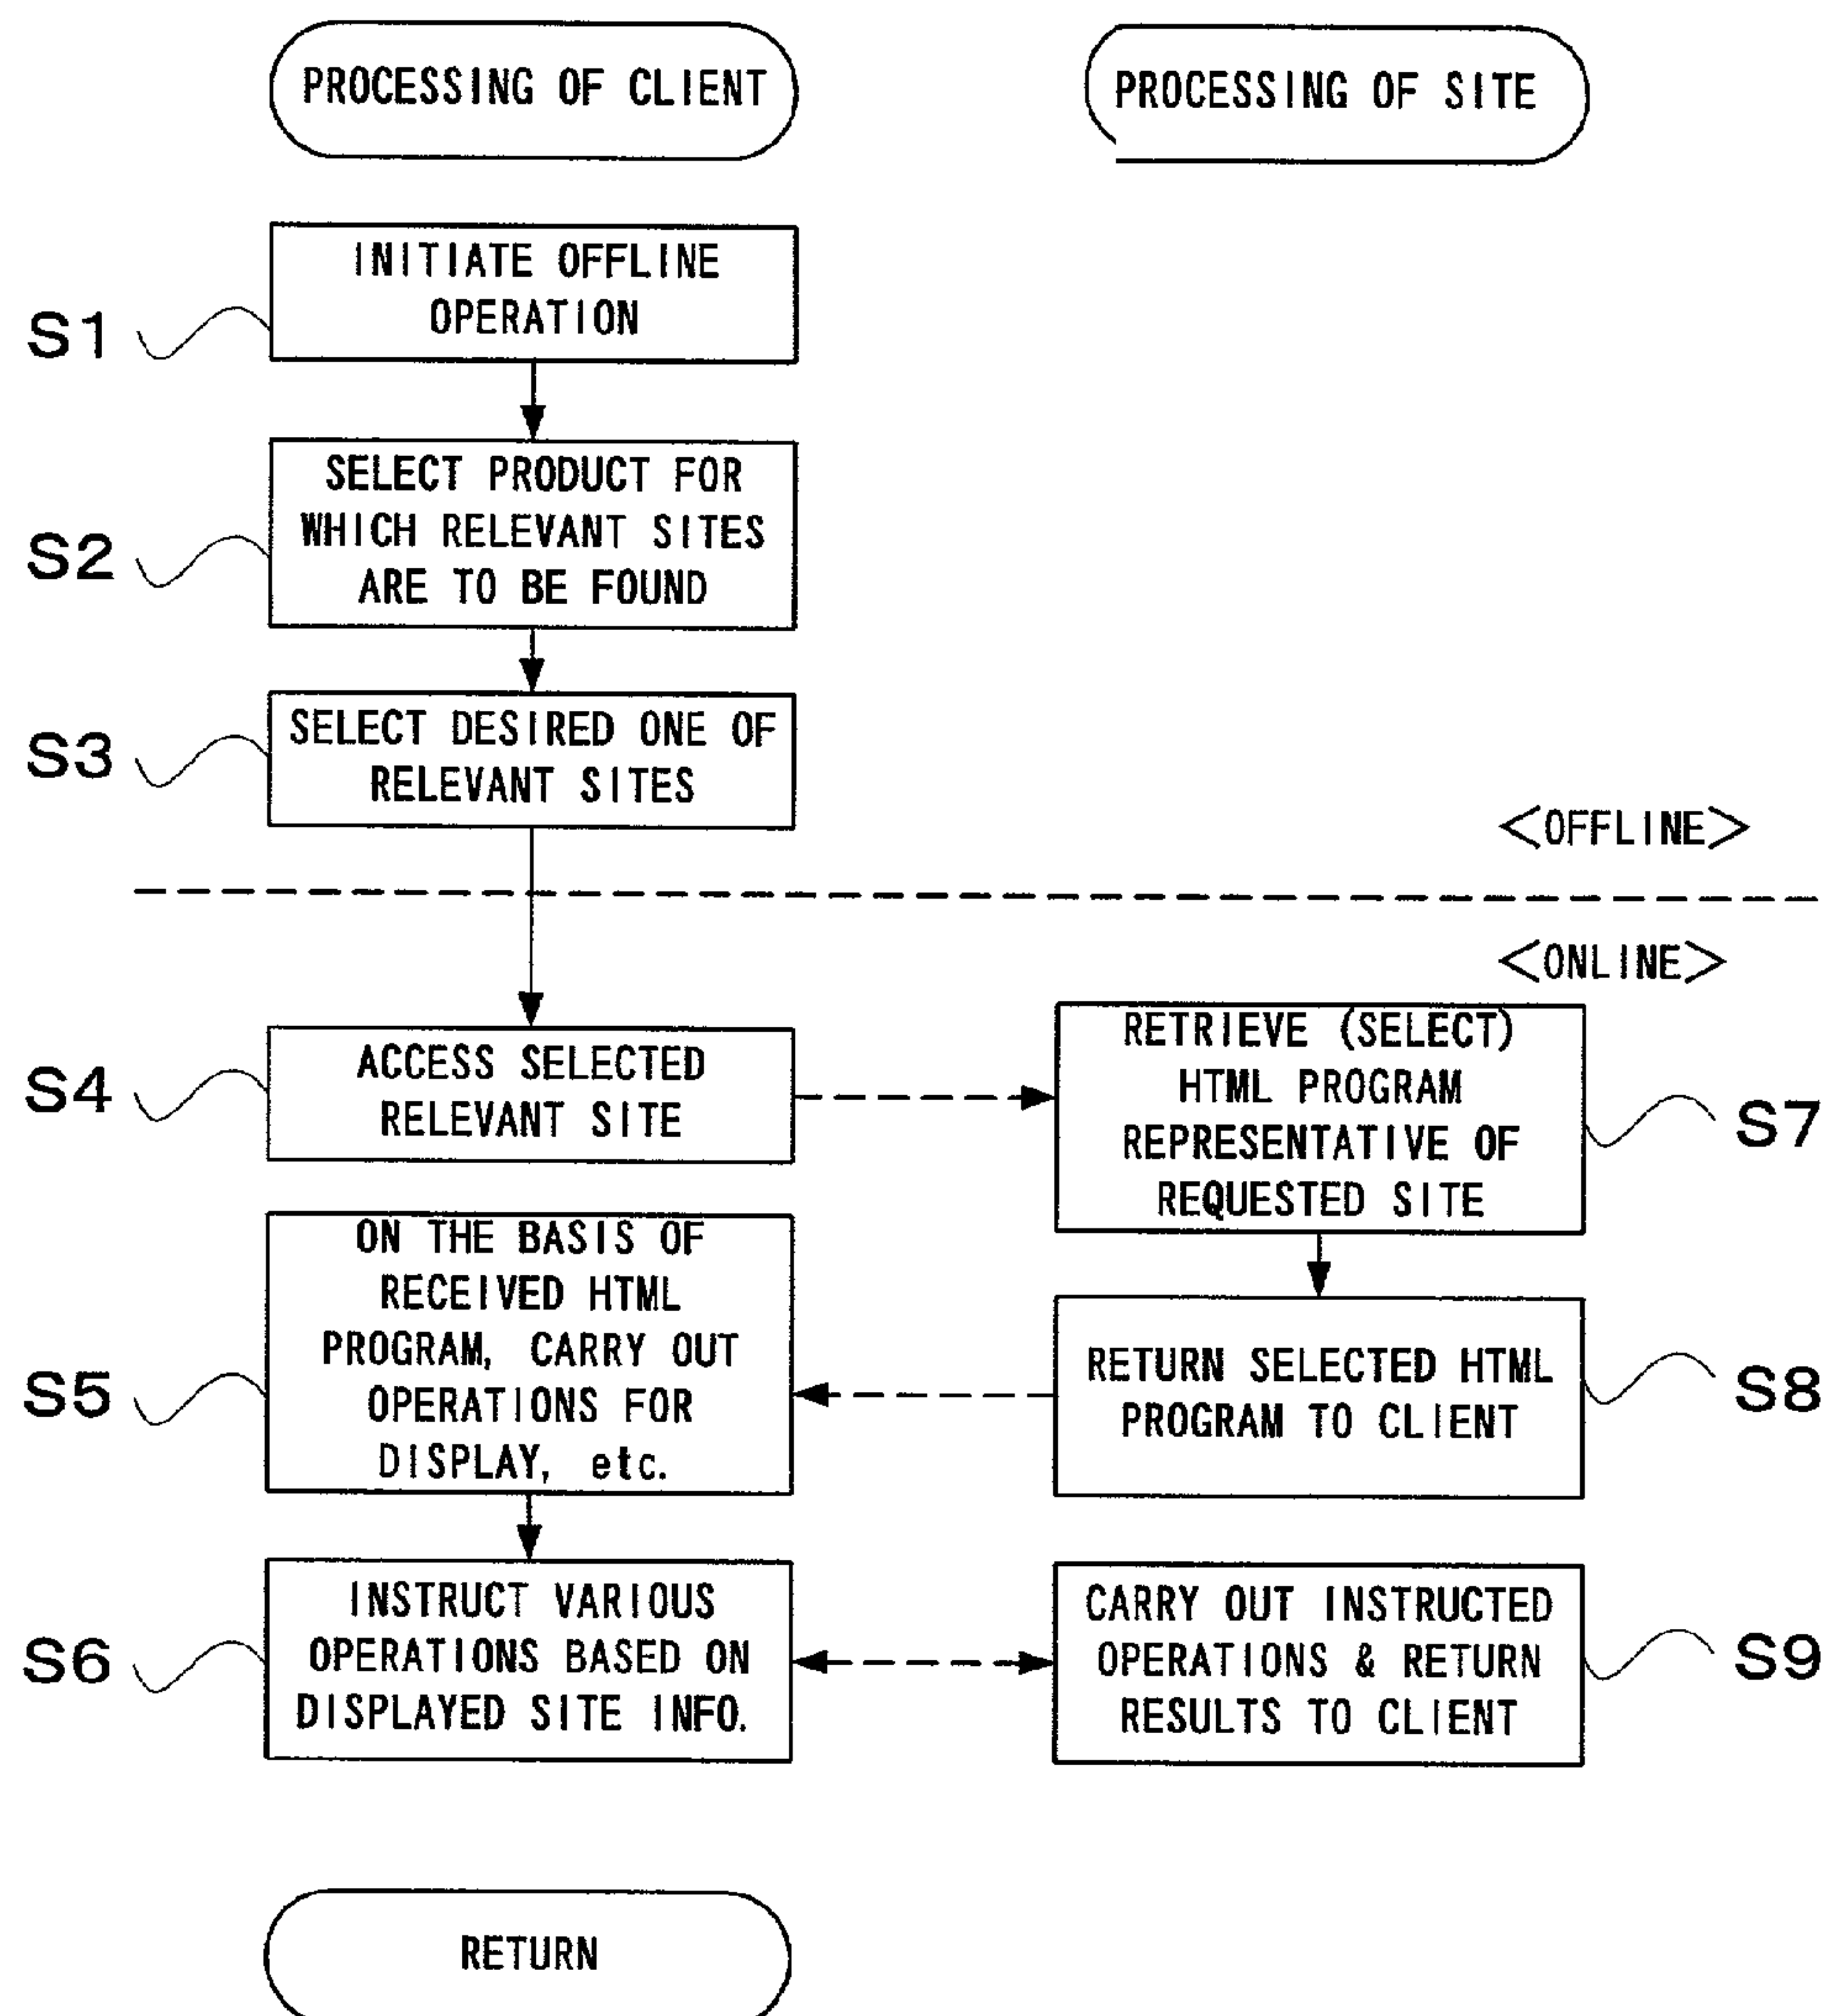 PROCESSING OF CLIENT
PROCESSING OF SITE
INITIATE OFFLINE
OPERATION
S1
SELECT PRODUCT FOR
WHICH RELEVANT SITES
ARE TO BE FOUND
S2
SELECT DESIRED ONE OF
RELEVANT SITES
S3
<OFFLINE>
<ONLINE>
ACCESS SELECTED
RELEVANT SITE
S4
RETRIEVE (SELECT)
HTML PROGRAM
REPRESENTATIVE OF
REQUESTED SITE
S7
ON THE BASIS OF
RECEIVED HTML
PROGRAM, CARRY OUT
OPERATIONS FOR
DISPLAY, etc.
S5
RETURN SELECTED HTML
PROGRAM TO CLIENT
S8
INSTRUCT VARIOUS
OPERATIONS BASED ON
DISPLAYED SITE INFO.
S6
CARRY OUT INSTRUCTED
OPERATIONS & RETURN
RESULTS TO CLIENT
S9
RETURN